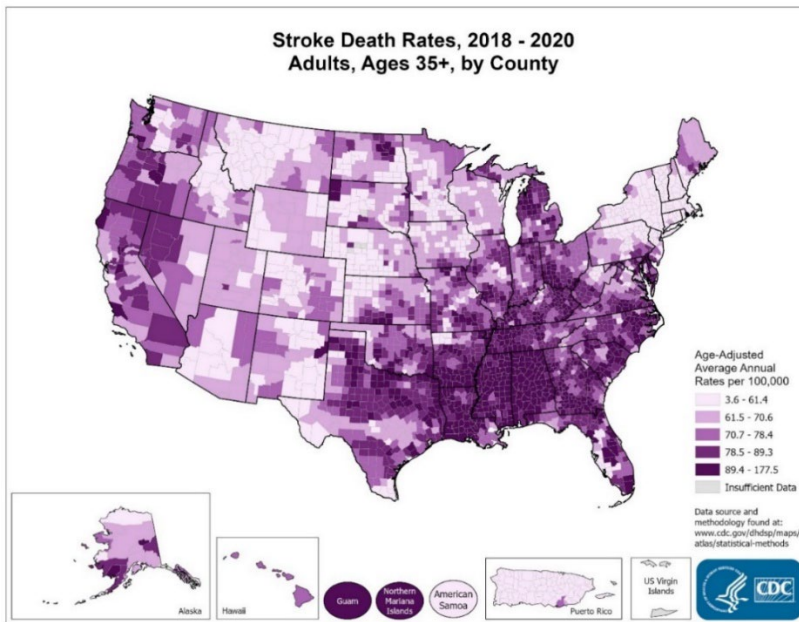 Stroke Death Rates, 2018 - 2020
Adults, Ages 35+, by County
Age-Adjusted
Average Annual
Rates per 100,000
3.6 - 61.4
61.5 - 70.6
70.7 - 78.4
78.5 - 89.3
89.4 - 177.5
Insufficient Data
Data source and
methodology found at:
www.cdc.gov/dhdsp/maps/
atlas/statistical-methods
Alaska
Hawaii
Guam
Northern
Mariana
Islands
American
Samoa
Puerto Rico
US Virgin
Islands
CDC